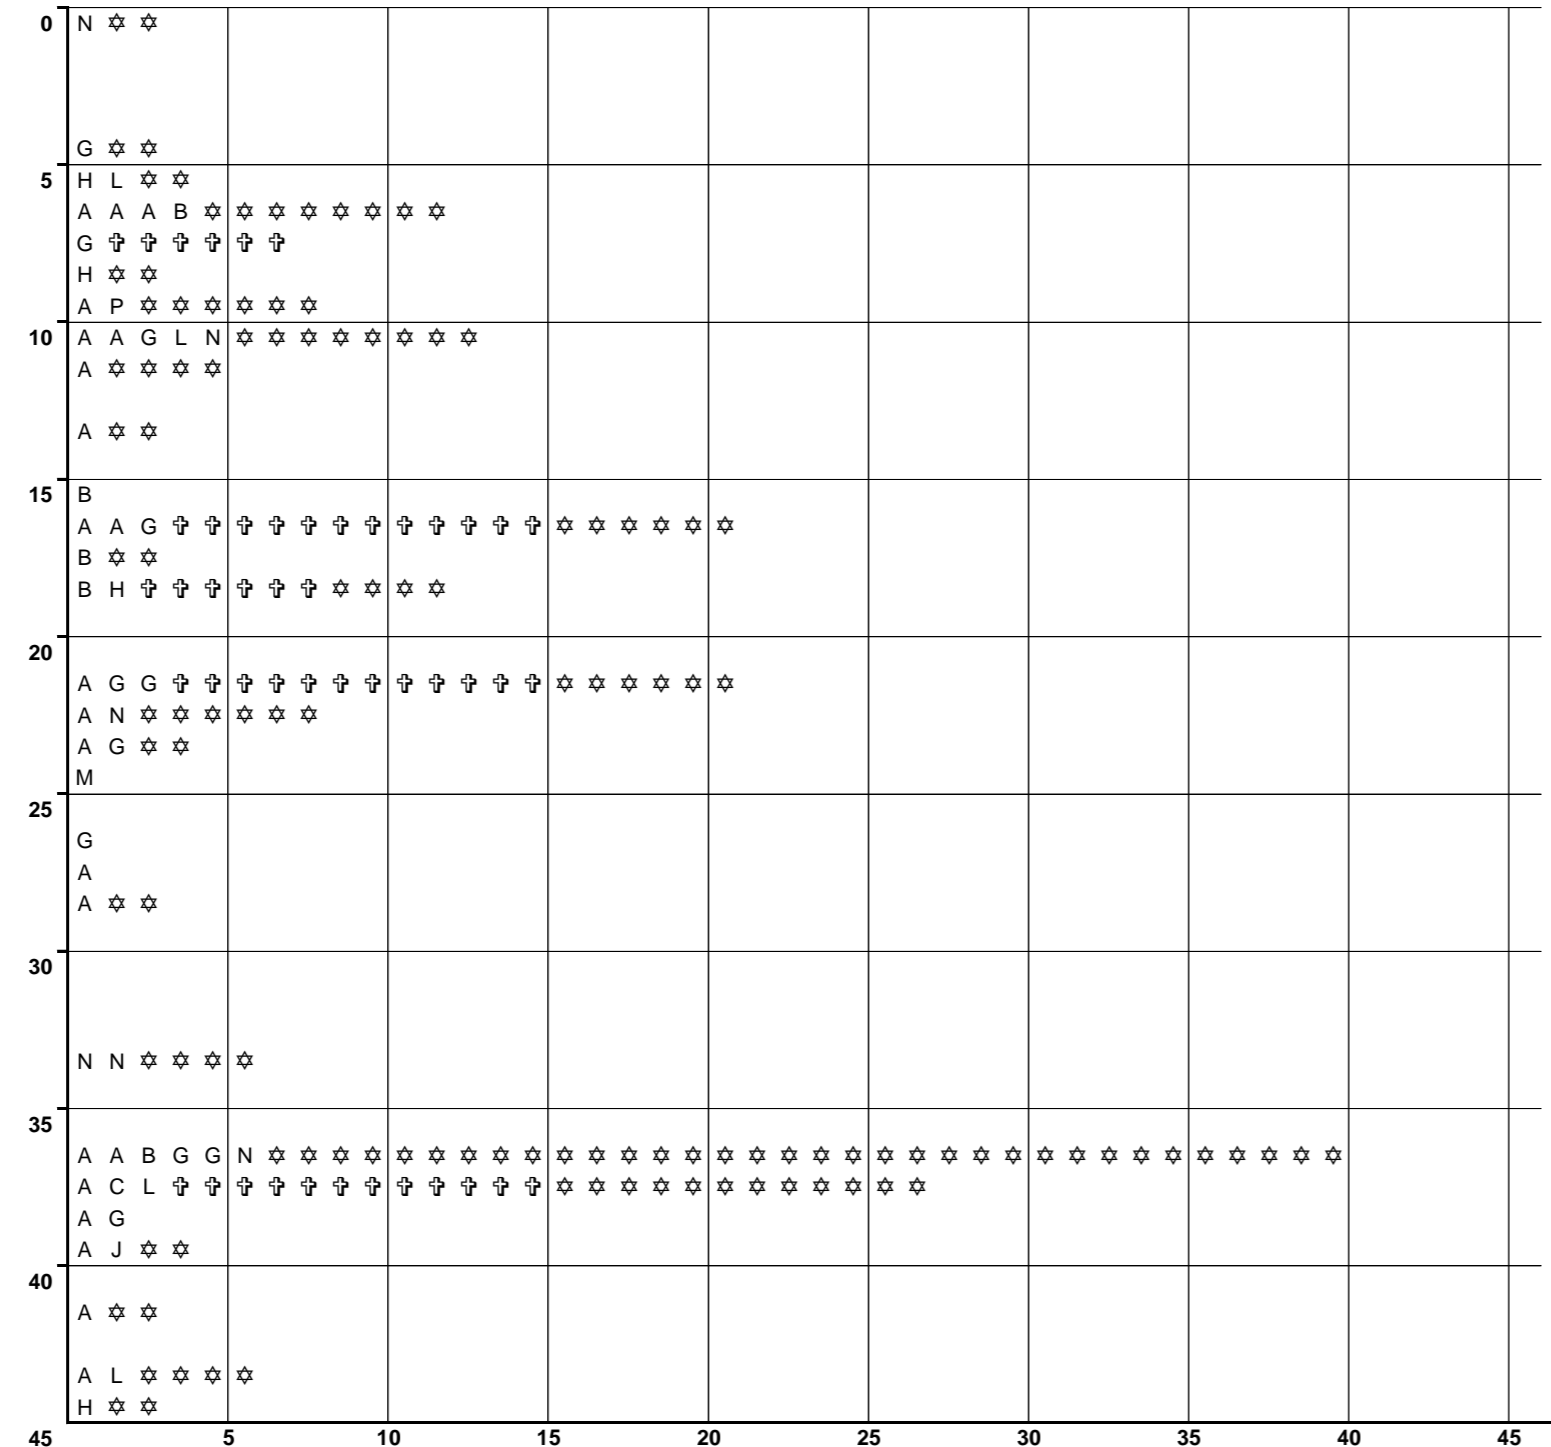 0 N ✡ ✡
G ✡ ✡
5 H L ✡ ✡
A A A B ✡ ✡ ✡ ✡ ✡ ✡ ✡ ✡
G ✞ ✞ ✞ ✞ ✞ ✞
H ✡ ✡
A P ✡ ✡ ✡ ✡ ✡ ✡
10 A A G L N ✡ ✡ ✡ ✡ ✡ ✡ ✡ ✡
A ✡ ✡ ✡ ✡
A ✡ ✡
15 B
A A G ✞ ✞ ✞ ✞ ✞ ✞ ✞ ✞ ✞ ✞ ✞ ✞ ✡ ✡ ✡ ✡ ✡ ✡
B ✡ ✡
B H ✞ ✞ ✞ ✞ ✞ ✞ ✡ ✡ ✡ ✡
20
A G G ✞ ✞ ✞ ✞ ✞ ✞ ✞ ✞ ✞ ✞ ✞ ✞ ✡ ✡ ✡ ✡ ✡ ✡
A N ✡ ✡ ✡ ✡ ✡ ✡
A G ✡ ✡
M
25
G
A
A ✡ ✡
30
N N ✡ ✡ ✡ ✡
35
A A B G G N ✡ ✡ ✡ ✡ ✡ ✡ ✡ ✡ ✡ ✡ ✡ ✡ ✡ ✡ ✡ ✡ ✡ ✡ ✡ ✡ ✡ ✡ ✡ ✡ ✡ ✡ ✡ ✡ ✡ ✡ ✡ ✡ ✡ ✡
A C L ✞ ✞ ✞ ✞ ✞ ✞ ✞ ✞ ✞ ✞ ✞ ✞ ✡ ✡ ✡ ✡ ✡ ✡ ✡ ✡ ✡ ✡ ✡ ✡
A G
A J ✡ ✡
40
A ✡ ✡
A L ✡ ✡ ✡ ✡
H ✡ ✡
45 5 10 15 20 25 30 35 40 45